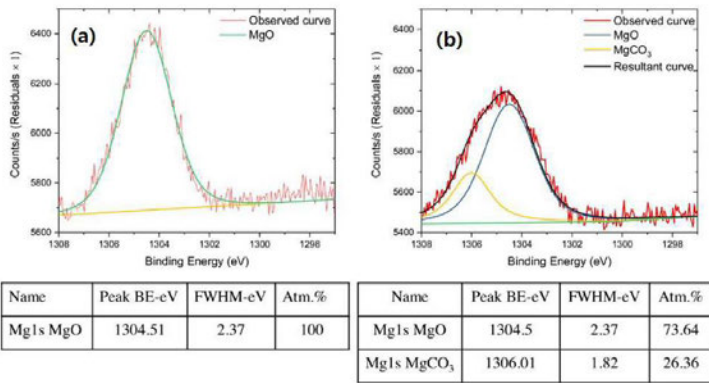 (a)
Observed curve
MgO
Counts/s (Residuals × 1)
6400
6200
6000
5800
5600
1308 1306 1304 1302 1300 1298
Binding Energy (eV)
(b)
Observed curve
MgO
MgCO₃
Resultant curve
Counts/s (Residuals × 1)
6400
6200
6000
5800
5600
5400
1308 1306 1304 1302 1300 1298
Binding Energy (eV)
Name Peak BE-eV FWHM-eV Atm.%
Mg1s MgO 1304.51 2.37 100
Name Peak BE-eV FWHM-eV Atm.%
Mg1s MgO 1304.5 2.37 73.64
Mg1s MgCO₃ 1306.01 1.82 26.36